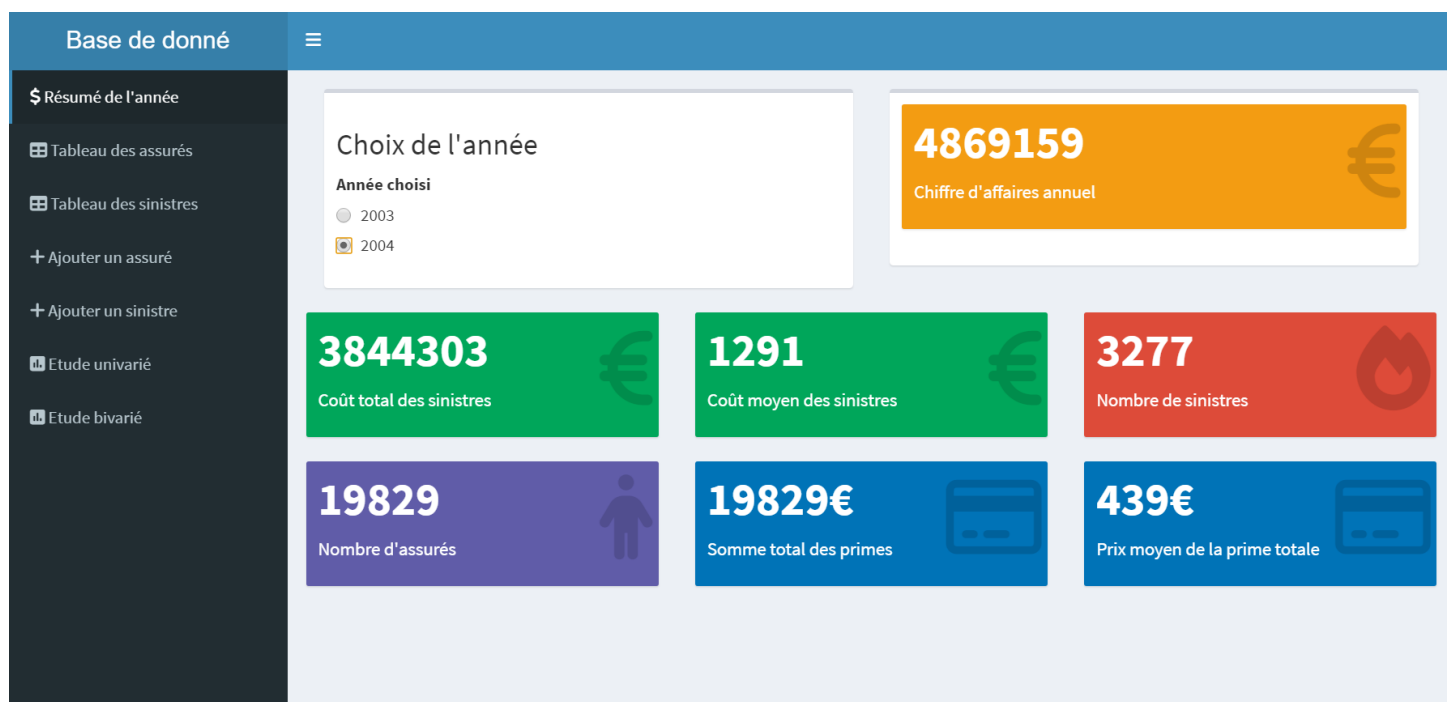 Base de donné
Résumé de l'année
Tableau des assurés
Tableau des sinistres
Ajouter un assuré
Ajouter un sinistre
Etude univarié
Etude bivarié
Choix de l'année
Année choisi
2003
2004
4869159
Chiffre d'affaires annuel
3844303
Coût total des sinistres
1291
Coût moyen des sinistres
3277
Nombre de sinistres
19829
Nombre d'assurés
19829€
Somme total des primes
439€
Prix moyen de la prime totale